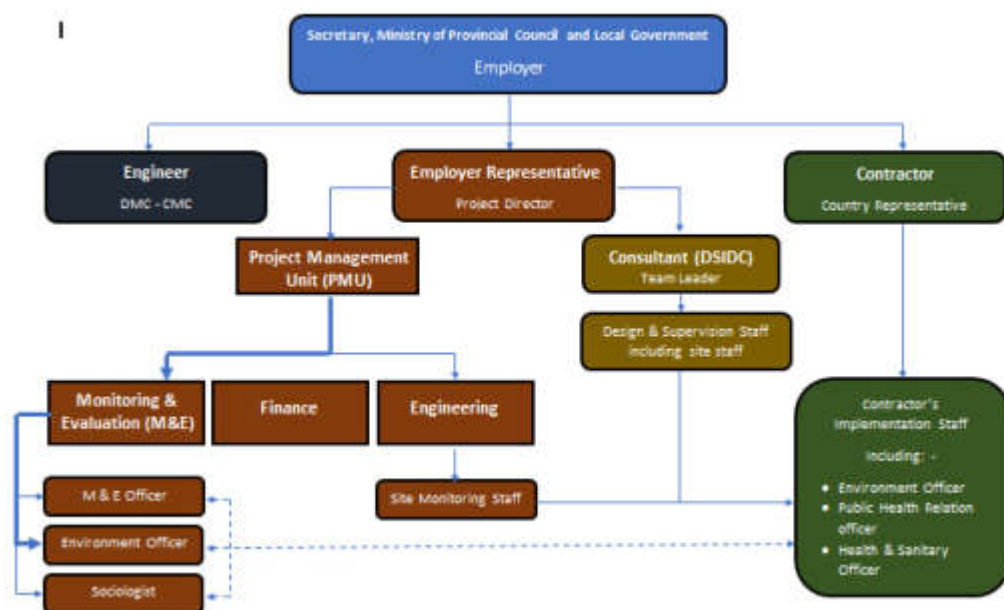 I
Secretary, Ministry of Provincial Council and Local Government
Employer
Engineer
DMC - CMC
Employer Representative
Project Director
Contractor
Country Representative
Project Management
Unit (PMU)
Consultant (DSIDC)
Team Leader
Design & Supervision Staff
including site staff
Monitoring &
Evaluation (M&E)
Finance
Engineering
Contractor's
Implementation Staff
Including: -
• Environment Officer
• Public Health Relation
officer
• Health & Sanitary
Officer
M & E Officer
Site Monitoring Staff
Environment Officer
Sociologist